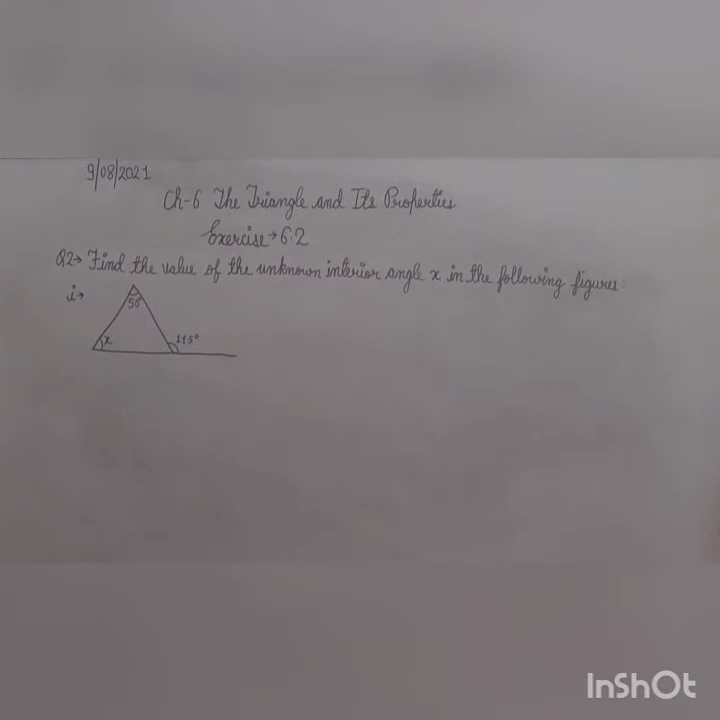 9/08/2021
Ch-6 The Triangle and Its Properties
Exercise→6.2
Q2→ Find the value of the unknown interior angle x in the following figures:
i→
50°
x
115°
InShOt